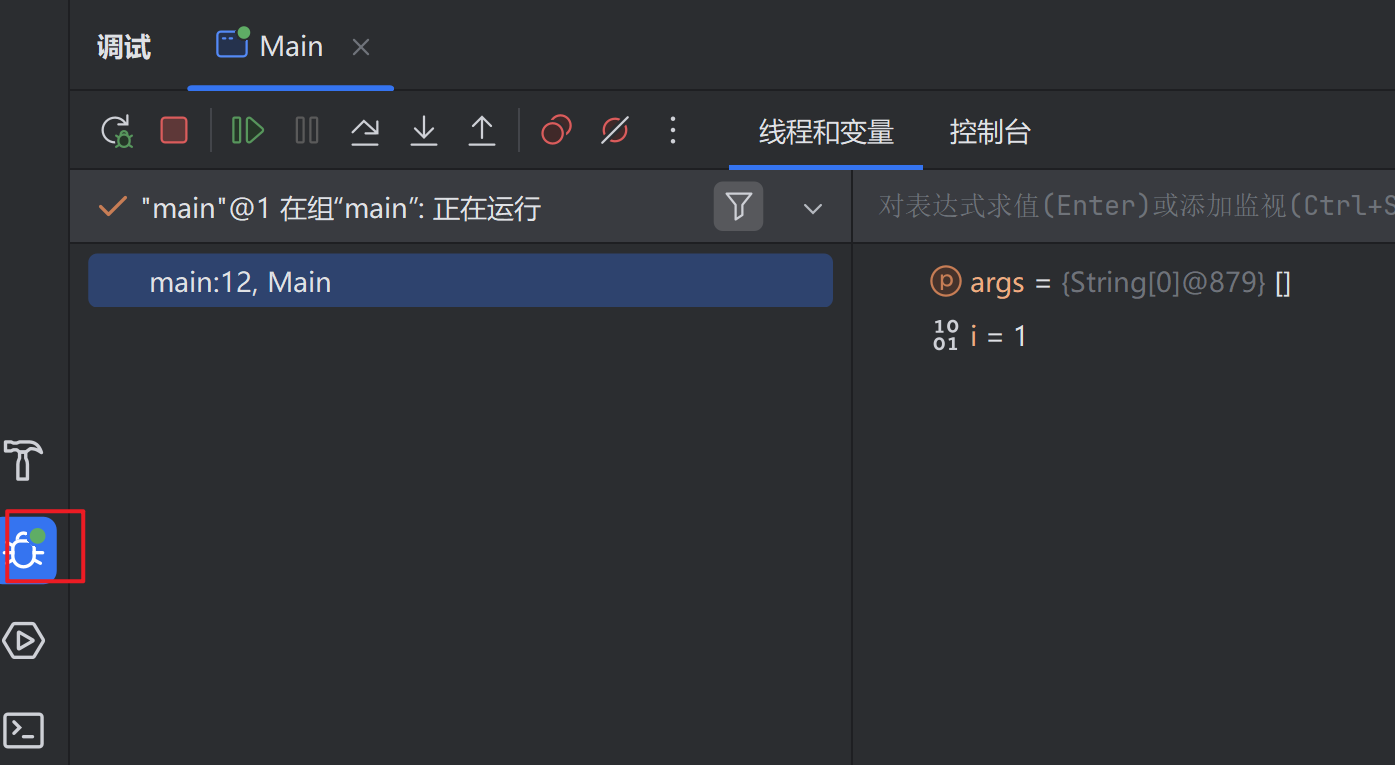 调试 Main
线程和变量 控制台
"main"@1 在组“main”: 正在运行
对表达式求值(Enter)或添加监视(Ctrl+S
main:12, Main
args = {String[0]@879} []
i = 1